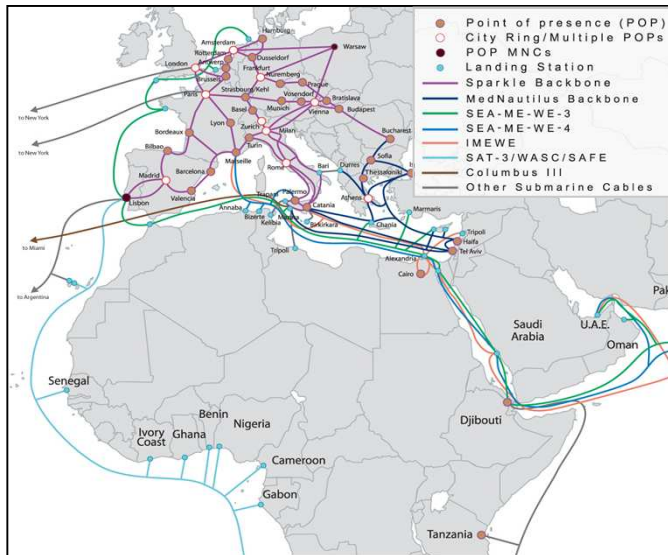 Point of presence (POP)
City Ring/Multiple POPs
POP MNCs
Landing Station
Sparkle Backbone
MedNautilus Backbone
SEA-ME-WE-3
SEA-ME-WE-4
IMEWE
SAT-3/WASC/SAFE
Columbus III
Other Submarine Cables
Hamburg
Amsterdam
Rotterdam
Warsaw
London
Antwerp
Dusseldorf
Frankfurt
Brussels
Nuremberg
Prague
to New York
Paris
Strasbourg/Kehl
Vosendorf
Bratislava
Basel
Munich
Vienna
Budapest
Lyon
Zurich
Milan
to New York
Bordeaux
Turin
Bucharest
Bilbao
Marseille
Sofia
Madrid
Barcelona
Rome
Bari
Durres
Thessaloniki
Lisbon
Valencia
Trapani
Palermo
Athens
Catania
Annaba
Bizerte
Kelibia
Birkirkara
Chania
Marmaris
Tripoli
Haifa
Tel Aviv
to Miami
Tripoli
Alexandria
Cairo
to Argentina
Saudi
Arabia
U.A.E.
Oman
Pak
Senegal
Ivory
Coast
Ghana
Benin
Nigeria
Cameroon
Gabon
Djibouti
Tanzania